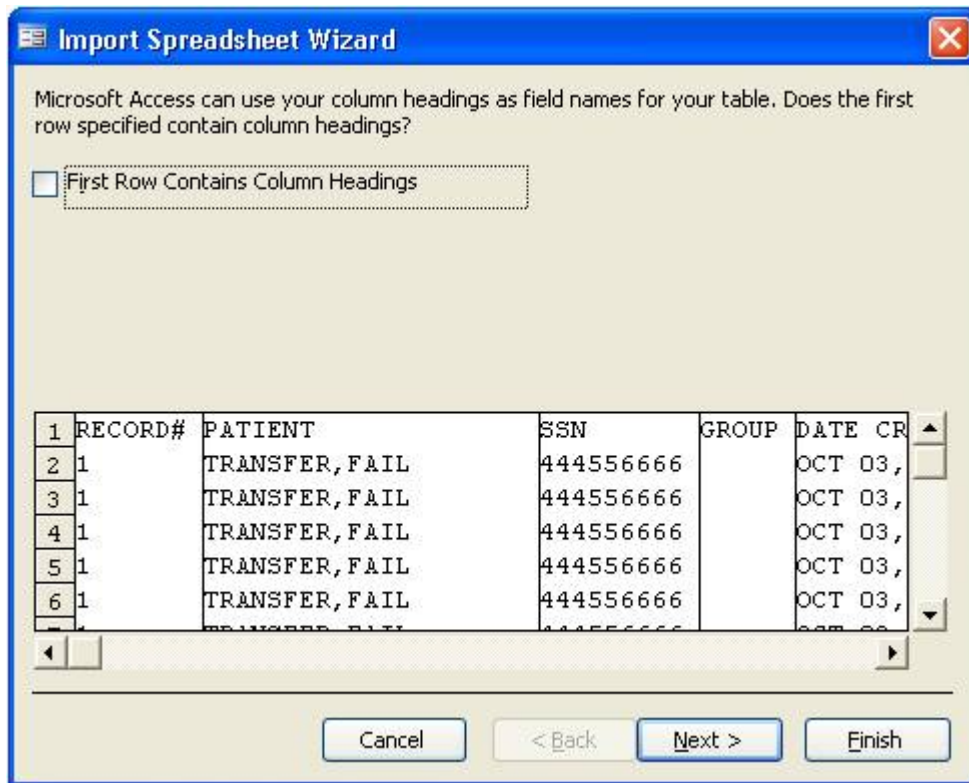 Import Spreadsheet Wizard
Microsoft Access can use your column headings as field names for your table. Does the first
row specified contain column headings?
First Row Contains Column Headings
1 RECORD# PATIENT SSN GROUP DATE CR
2 1 TRANSFER,FAIL 444556666 OCT 03,
3 1 TRANSFER,FAIL 444556666 OCT 03,
4 1 TRANSFER,FAIL 444556666 OCT 03,
5 1 TRANSFER,FAIL 444556666 OCT 03,
6 1 TRANSFER,FAIL 444556666 OCT 03,
Cancel < Back Next > Finish